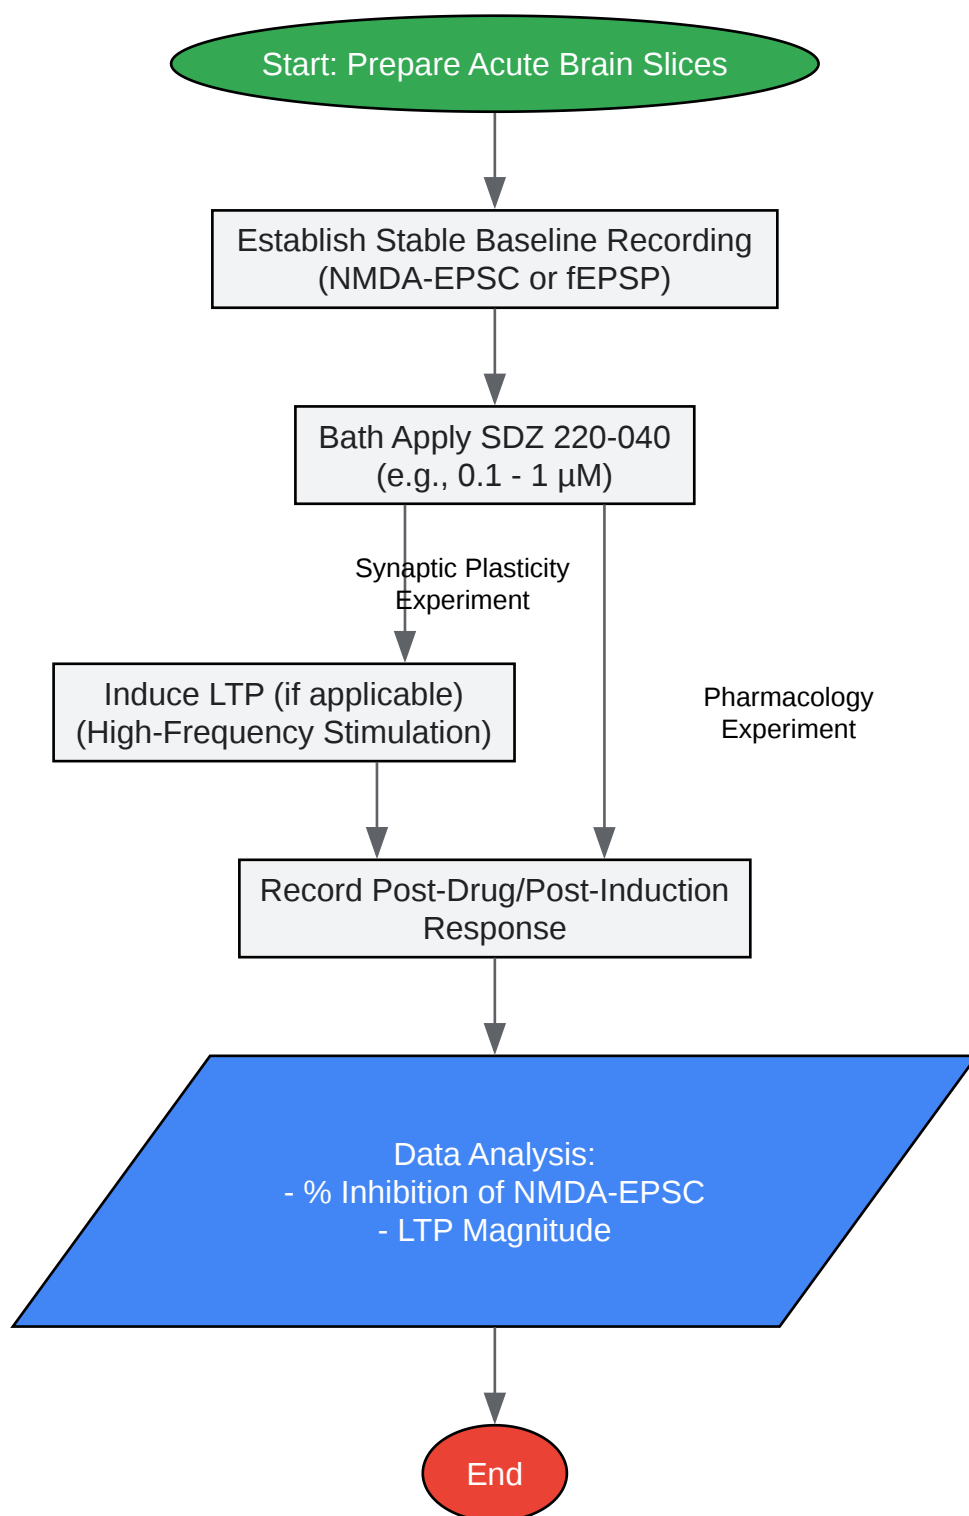 Start: Prepare Acute Brain Slices
Establish Stable Baseline Recording
(NMDA-EPSC or fEPSP)
Bath Apply SDZ 220-040
(e.g., 0.1 - 1 µM)
Synaptic Plasticity
Experiment
Induce LTP (if applicable)
(High-Frequency Stimulation)
Pharmacology
Experiment
Record Post-Drug/Post-Induction
Response
Data Analysis:
- % Inhibition of NMDA-EPSC
- LTP Magnitude
End